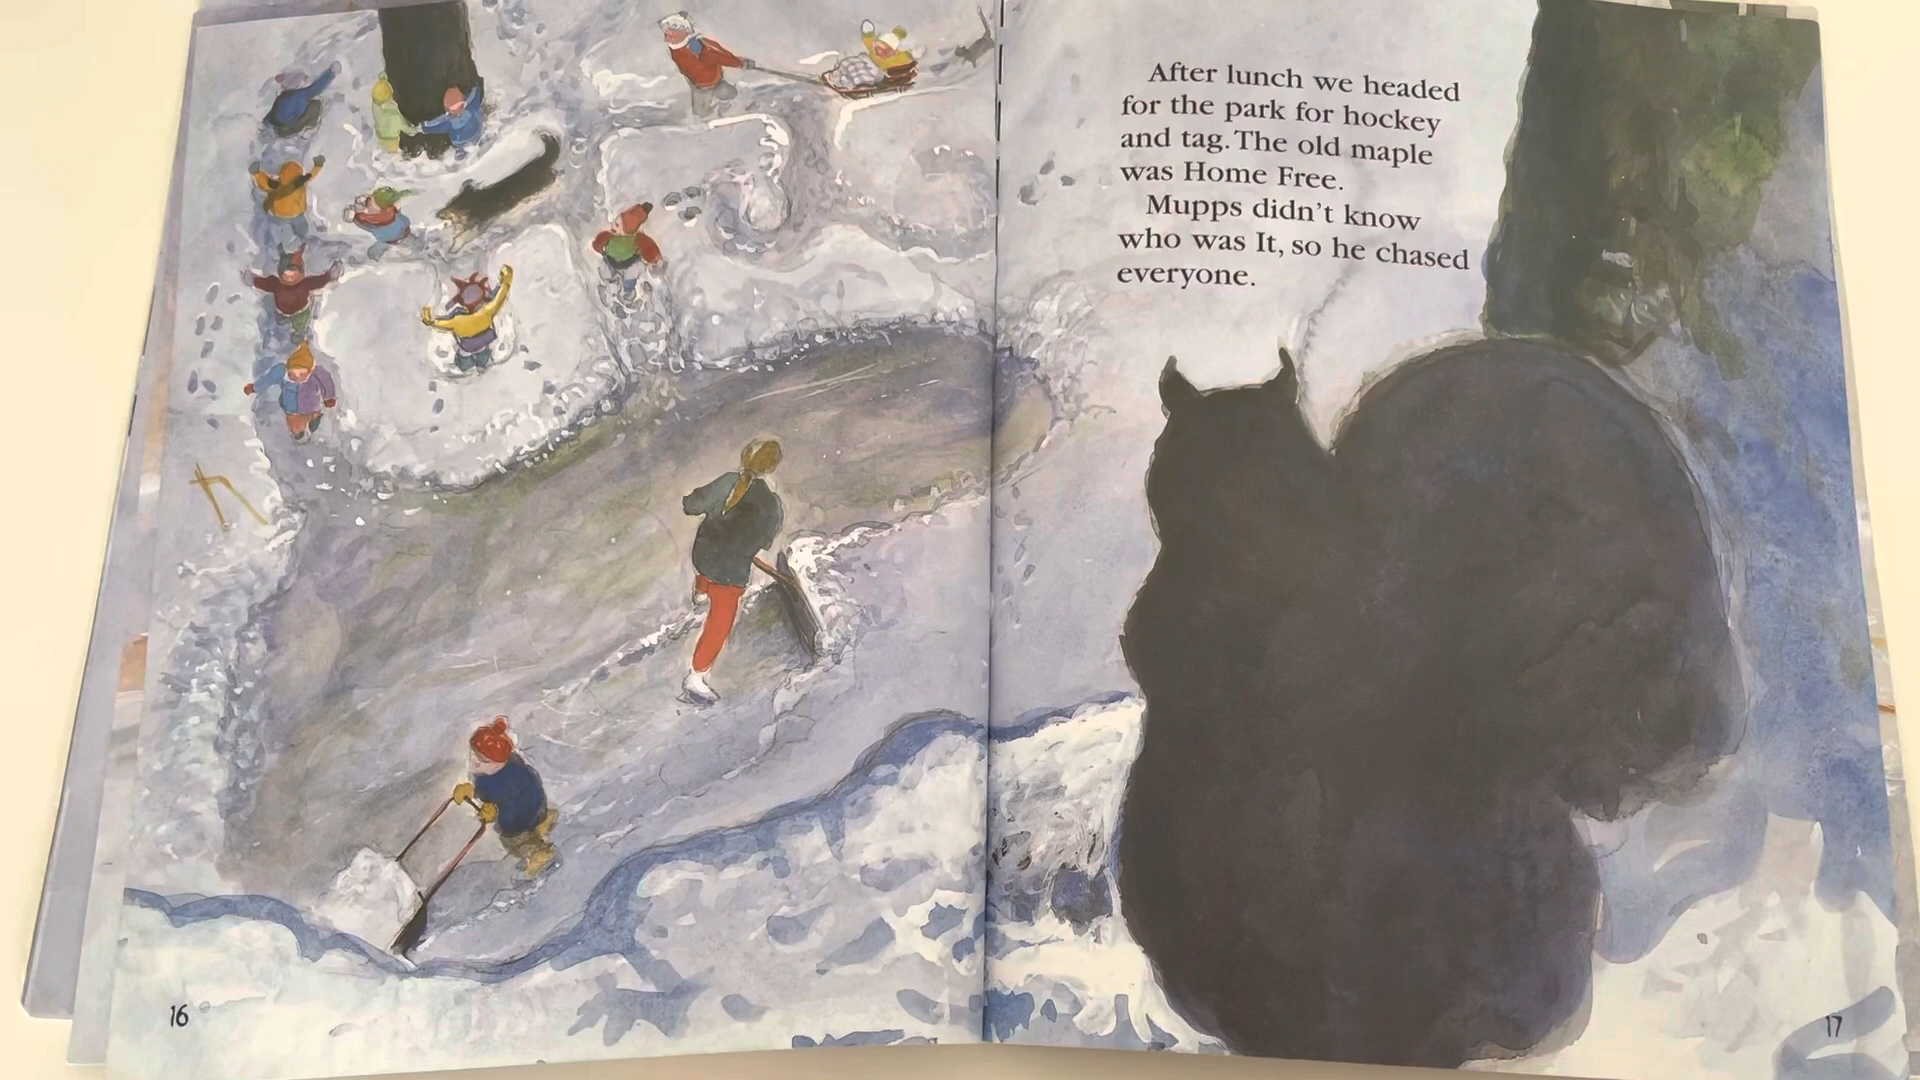 After lunch we headed
for the park for hockey
and tag. The old maple
was Home Free.
Mupps didn't know
who was It, so he chased
everyone.
16
17